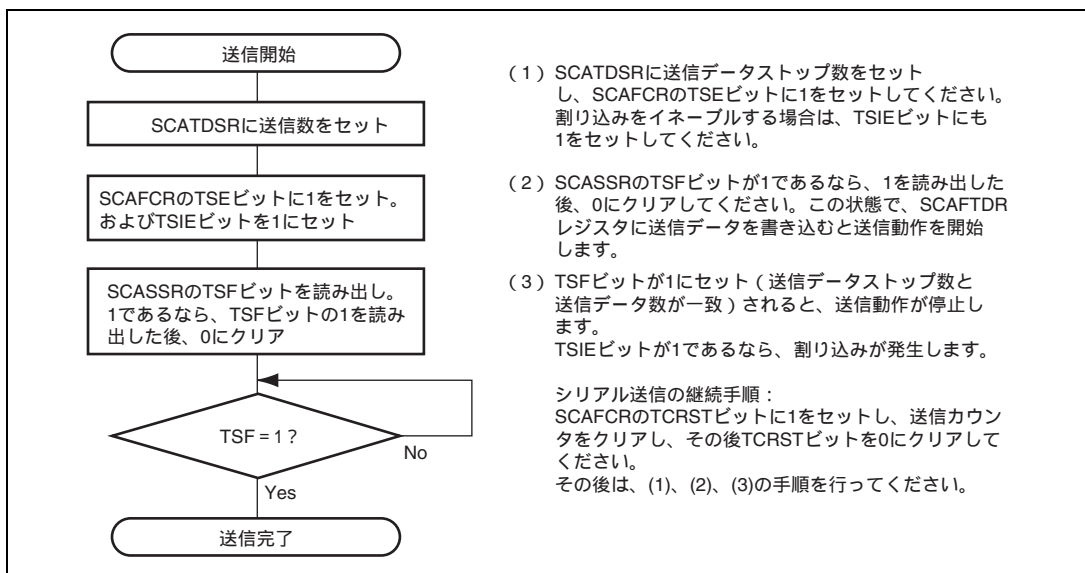 送信開始
SCATDSRに送信数をセット
SCAFCRのTSEビットに1をセット。
およびTSIEビットを1にセット
SCASSRのTSFビットを読み出し。
1であるなら、TSFビットの1を読み
出した後、0にクリア
TSF = 1?
No
Yes
送信完了
(1) SCATDSRに送信データストップ数をセット
し、SCAFCRのTSEビットに1をセットしてください。
割り込みをイネーブルする場合は、TSIEビットにも
1をセットしてください。
(2) SCASSRのTSFビットが1であるなら、1を読み出した
後、0にクリアしてください。この状態で、SCAFTDR
レジスタに送信データを書き込むと送信動作を開始
します。
(3) TSFビットが1にセット(送信データストップ数と
送信データ数が一致)されると、送信動作が停止し
ます。
TSIEビットが1であるなら、割り込みが発生します。
シリアル送信の継続手順:
SCAFCRのTCRSTビットに1をセットし、送信カウン
タをクリアし、その後TCRSTビットを0にクリアして
ください。
その後は、(1)、(2)、(3)の手順を行ってください。